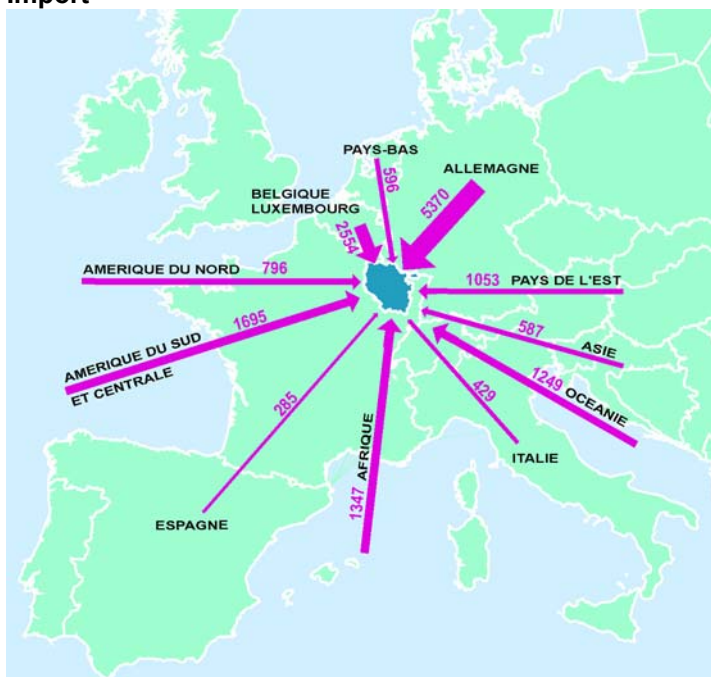 Import
PAYS-BAS
596
ALLEMAGNE
5370
BELGIQUE
LUXEMBOURG
2554
AMERIQUE DU NORD 796
1053 PAYS DE L'EST
AMERIQUE DU SUD 1695
ET CENTRALE
587
ASIE
1249 OCEANIE
285
429
ITALIE
AFRIQUE
1347
ESPAGNE